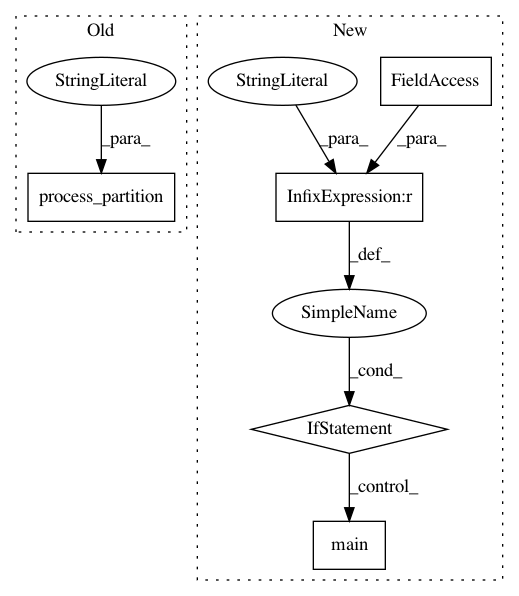 Old
StringLiteral
_para_
process_partition
New
StringLiteral
FieldAccess
_para_
_para_
InfixExpression:r
_def_
SimpleName
_cond_
IfStatement
_control_
main